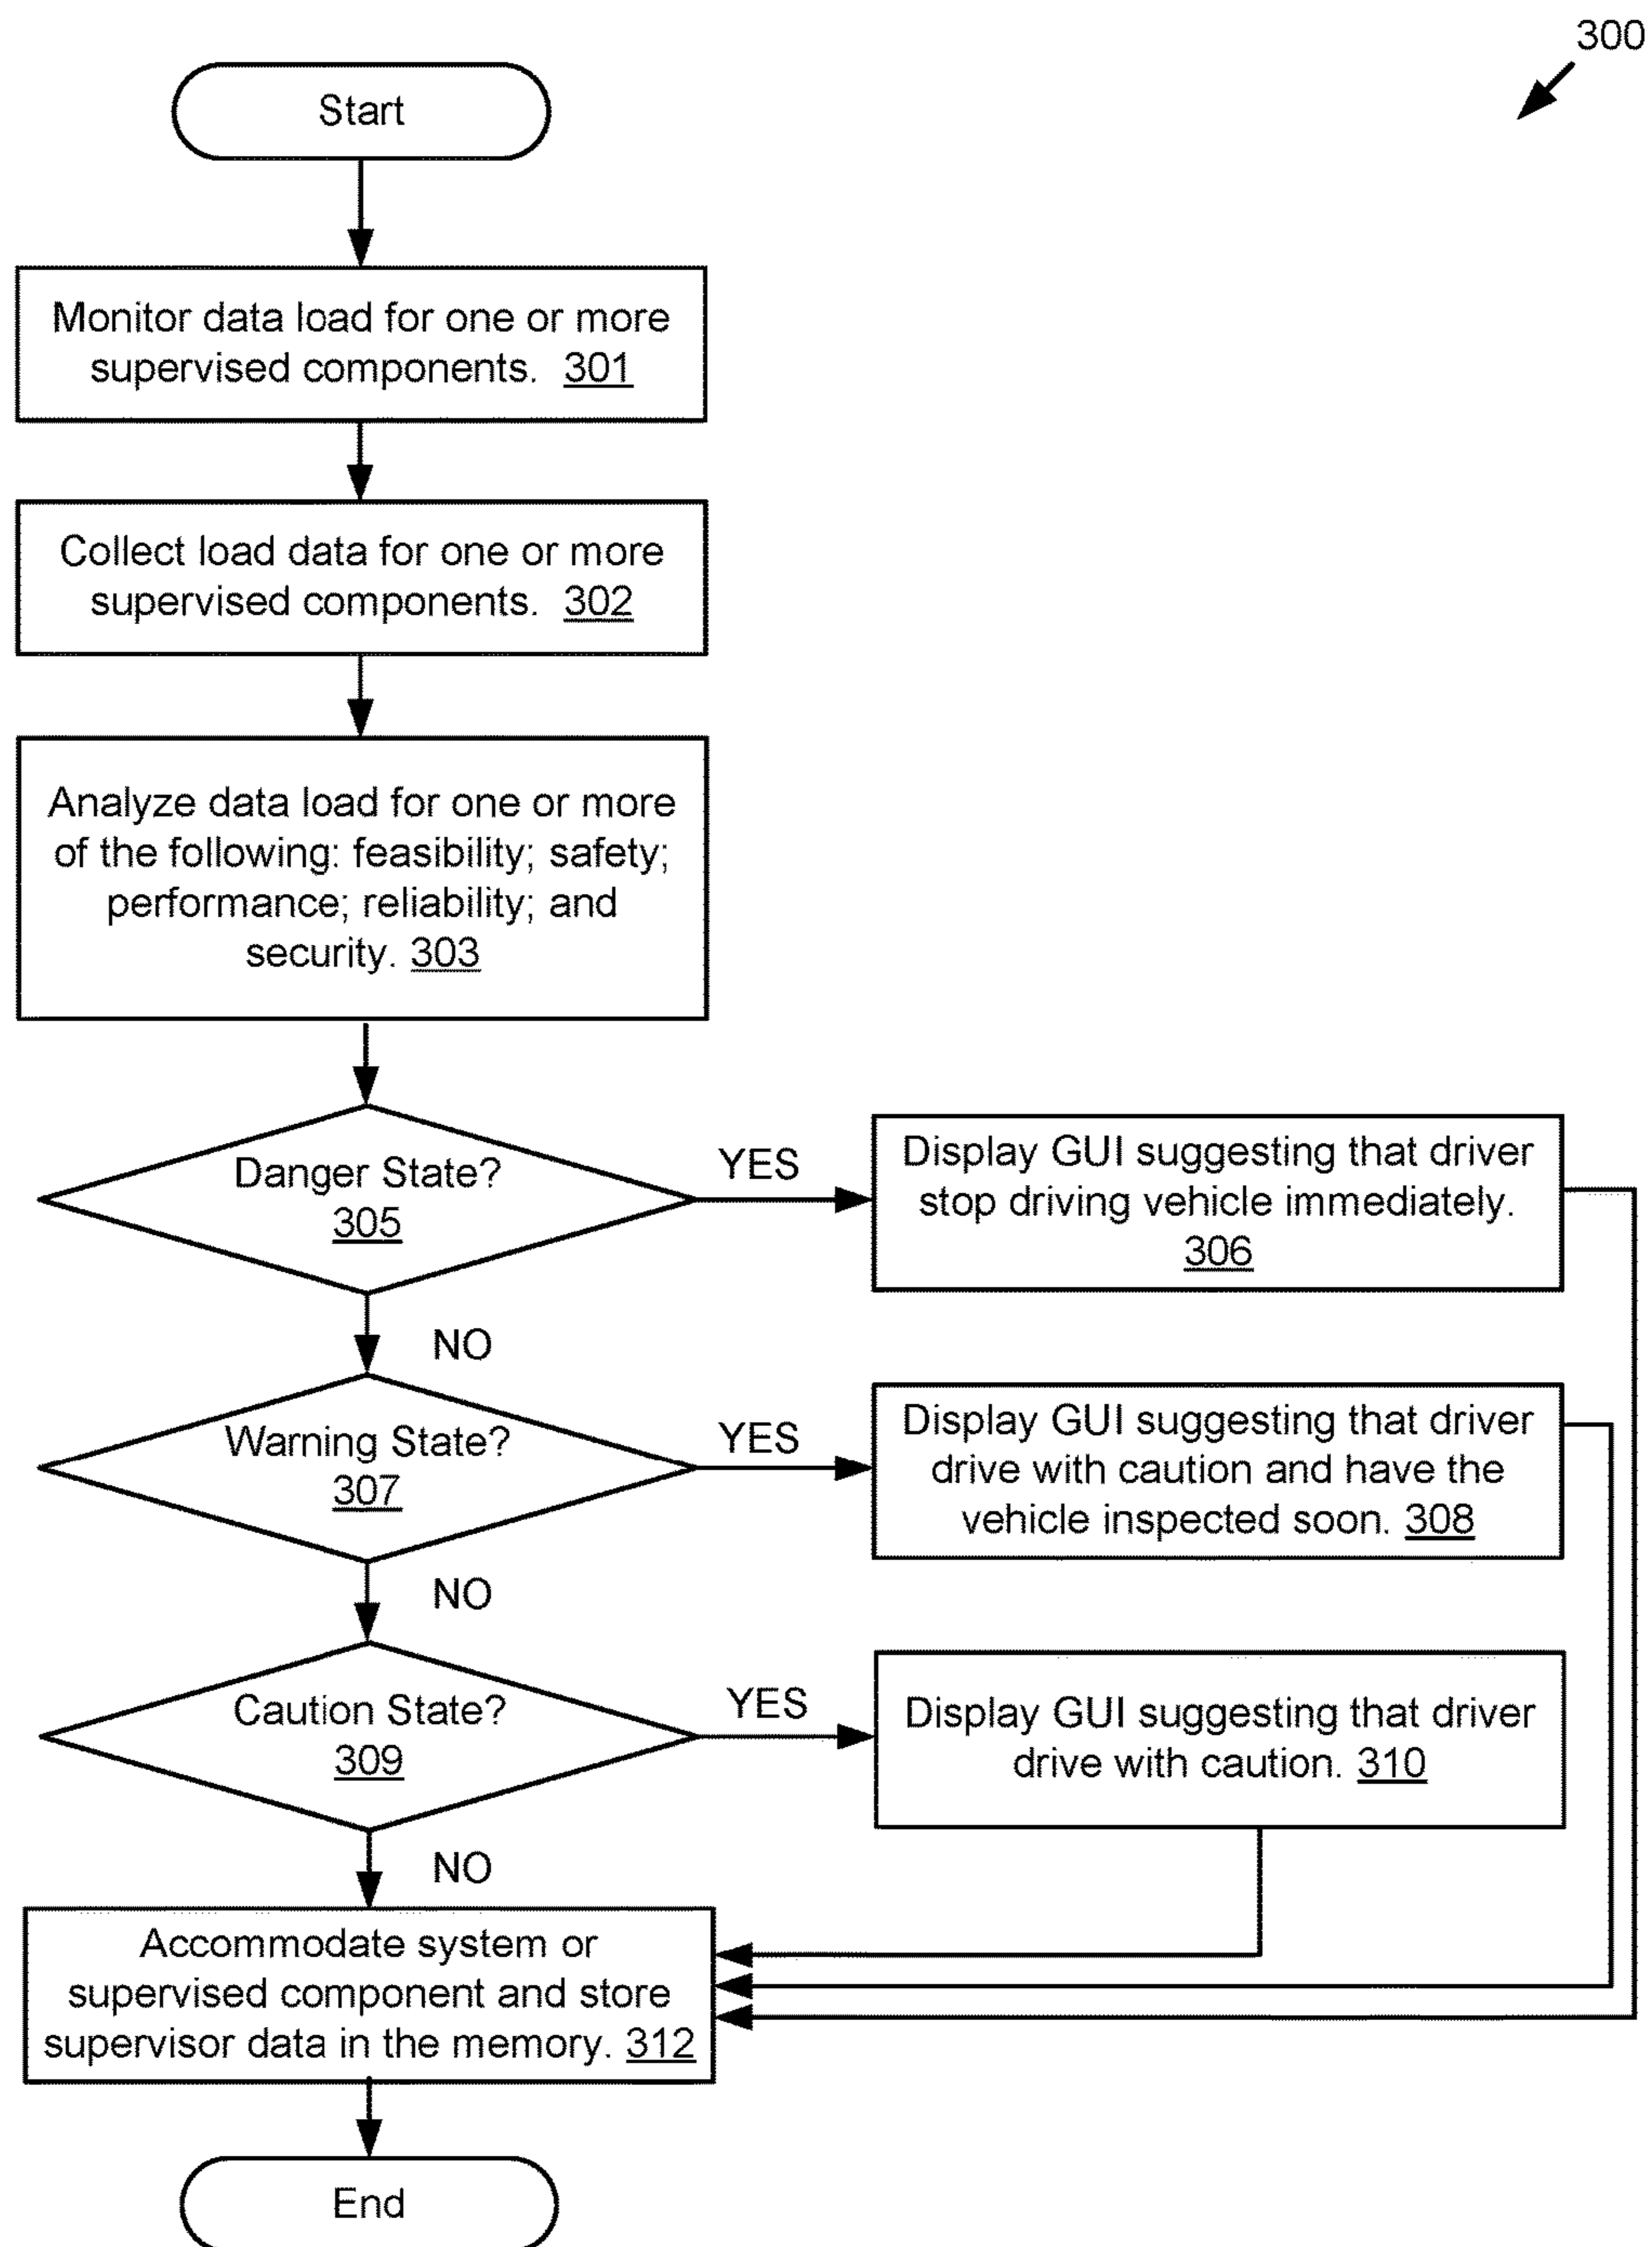 300
Start
Monitor data load for one or more
supervised components. 301
Collect load data for one or more
supervised components. 302
Analyze data load for one or more
of the following: feasibility; safety;
performance; reliability; and
security. 303
Danger State?
305
YES
Display GUI suggesting that driver
stop driving vehicle immediately.
306
NO
Warning State?
307
YES
Display GUI suggesting that driver
drive with caution and have the
vehicle inspected soon. 308
NO
Caution State?
309
YES
Display GUI suggesting that driver
drive with caution. 310
NO
Accommodate system or
supervised component and store
supervisor data in the memory. 312
End